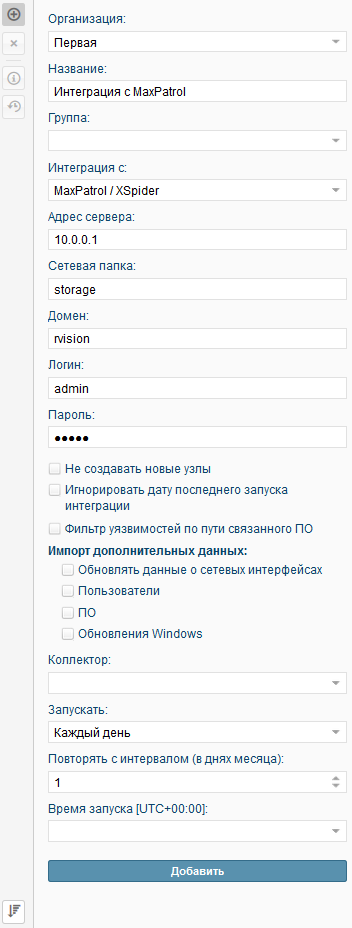 Организация:
Первая
Название:
Интеграция с MaxPatrol
Группа:
Интеграция с:
MaxPatrol / XSpider
Адрес сервера:
10.0.0.1
Сетевая папка:
storage
Домен:
rvision
Логин:
admin
Пароль:
●●●●●
Не создавать новые узлы
Игнорировать дату последнего запуска
интеграции
Фильтр уязвимостей по пути связанного ПО
Импорт дополнительных данных:
Обновлять данные о сетевых интерфейсах
Пользователи
ПО
Обновления Windows
Коллектор:
Запускать:
Каждый день
Повторять с интервалом (в днях месяца):
1
Время запуска [UTC+00:00]:
Добавить